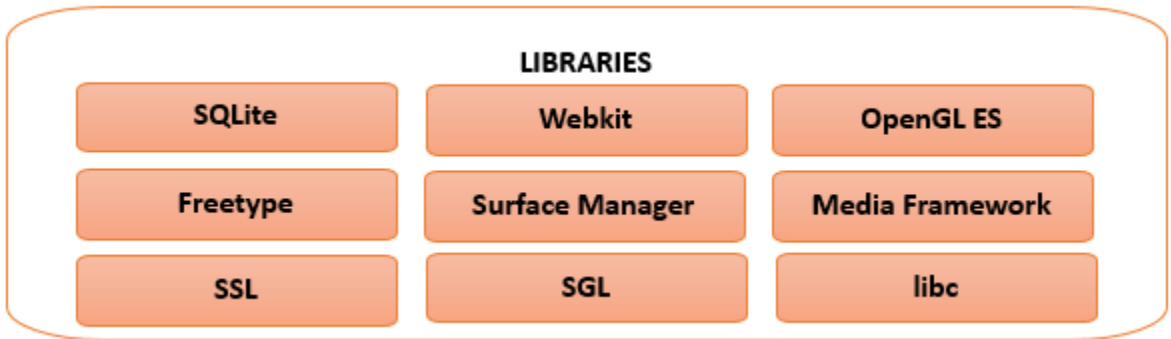 LIBRARIES
SQLite
Webkit
OpenGL ES
Freetype
Surface Manager
Media Framework
SSL
SGL
libc